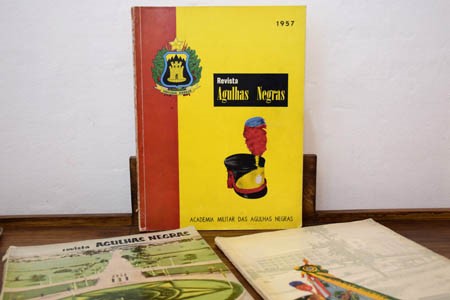 1957
Revista
Agulhas Negras
ACADEMIA MILITAR DAS AGULHAS NEGRAS
revista AGULHAS NEGRAS